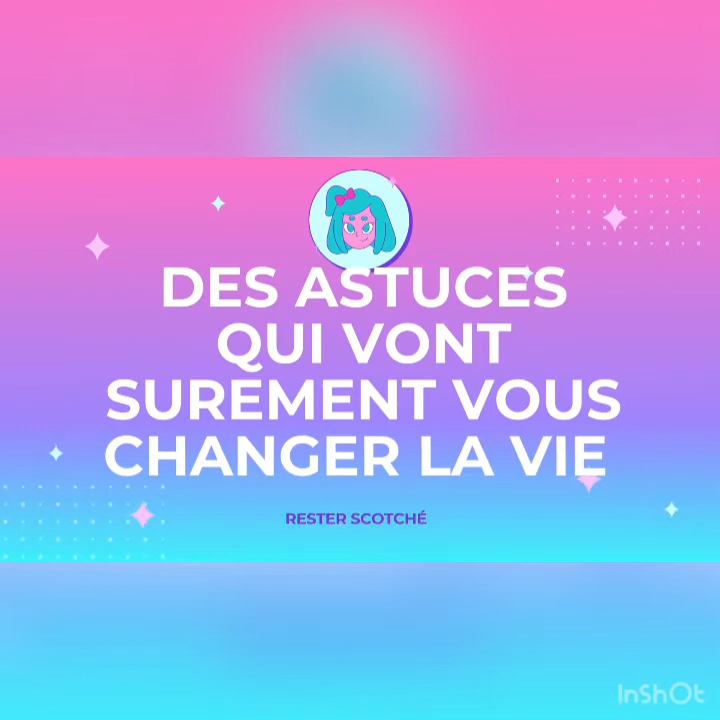 DES ASTUCES
QUI VONT
SUREMENT VOUS
CHANGER LA VIE
RESTER SCOTCHÉ
InShOt